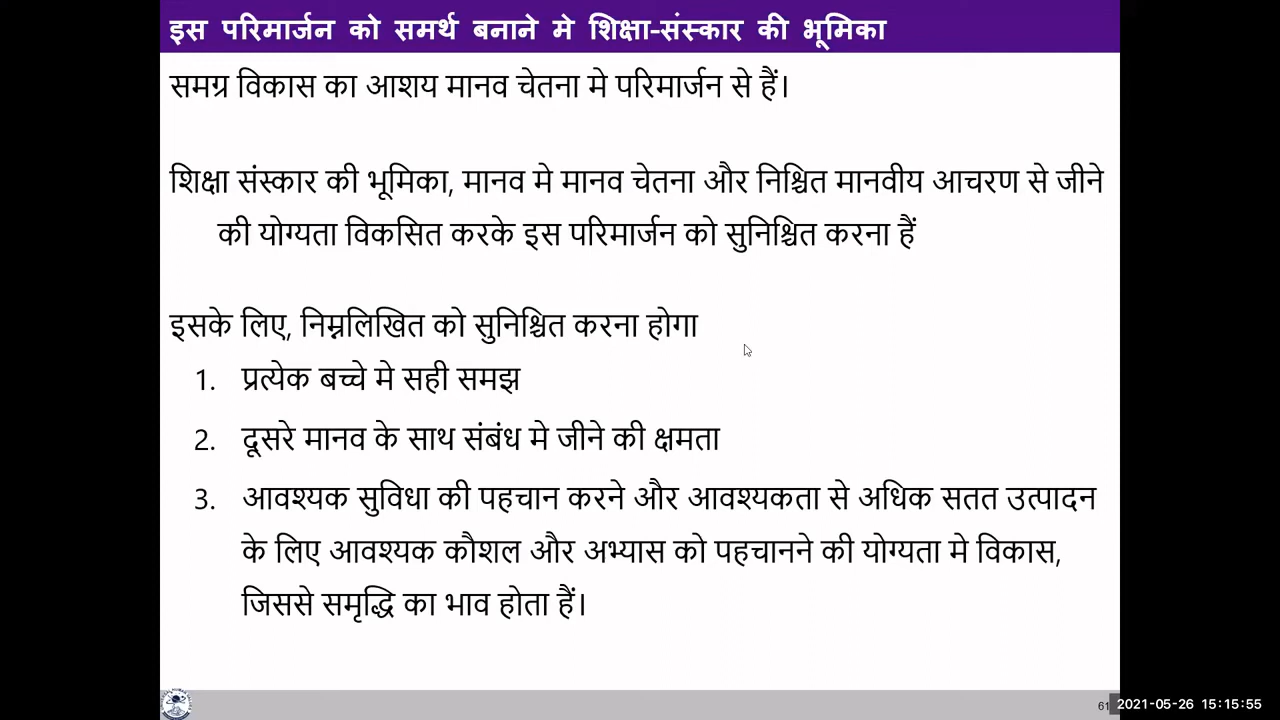 इस परिमार्जन को समर्थ बनाने मे शिक्षा-संस्कार की भूमिका
समग्र विकास का आशय मानव चेतना मे परिमार्जन से हैं।
शिक्षा संस्कार की भूमिका, मानव मे मानव चेतना और निश्चित मानवीय आचरण से जीने
की योग्यता विकसित करके इस परिमार्जन को सुनिश्चित करना हैं
इसके लिए, निम्नलिखित को सुनिश्चित करना होगा
1. प्रत्येक बच्चे मे सही समझ
2. दूसरे मानव के साथ संबंध मे जीने की क्षमता
3. आवश्यक सुविधा की पहचान करने और आवश्यकता से अधिक सतत उत्पादन
के लिए आवश्यक कौशल और अभ्यास को पहचानने की योग्यता मे विकास,
जिससे समृद्धि का भाव होता हैं।
61
2021-05-26 15:15:55